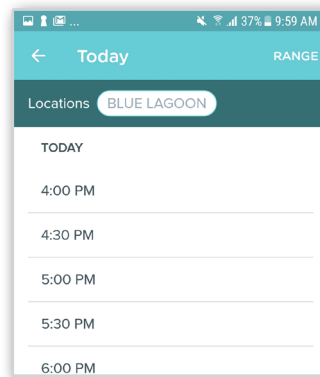 ... 37% 9:59 AM
Today RANGE
Locations BLUE LAGOON
TODAY
4:00 PM
4:30 PM
5:00 PM
5:30 PM
6:00 PM